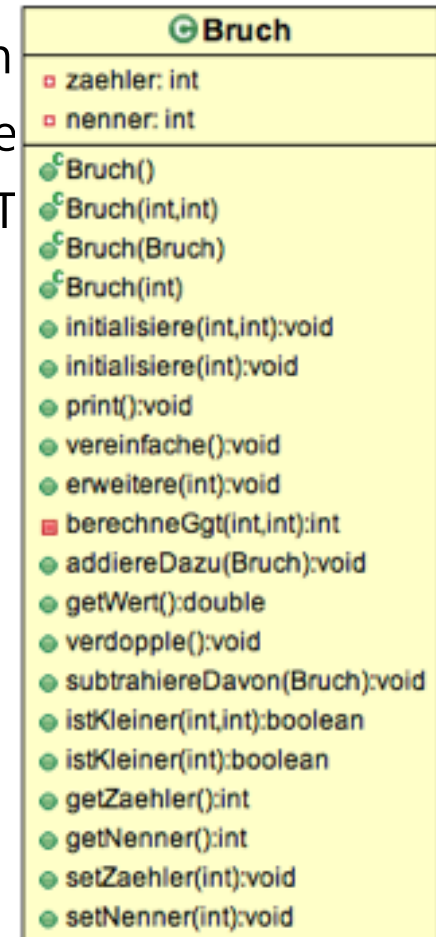 Bruch
zaehler: int
nenner: int
Bruch()
Bruch(int,int)
Bruch(Bruch)
Bruch(int)
initialisiere(int,int):void
initialisiere(int):void
print():void
vereinfache():void
erweitere(int):void
berechneGgt(int,int):int
addiereDazu(Bruch):void
getWert():double
verdopple():void
subtrahiereDavon(Bruch):void
istKleiner(int,int):boolean
istKleiner(int):boolean
getZaehler():int
getNenner():int
setZaehler(int):void
setNenner(int):void